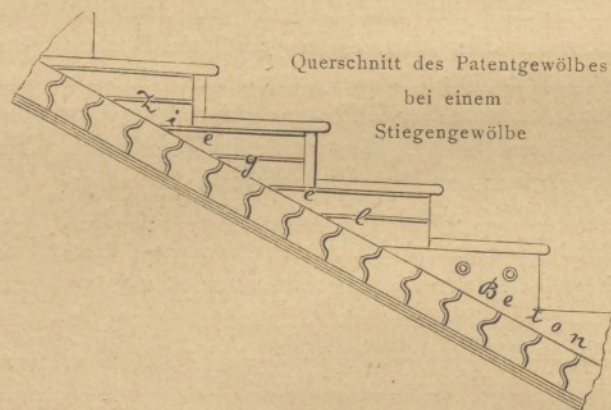 Querschnitt des Patentgewölbes
bei einem
Stiegengewölbe
Ziegel
Beton